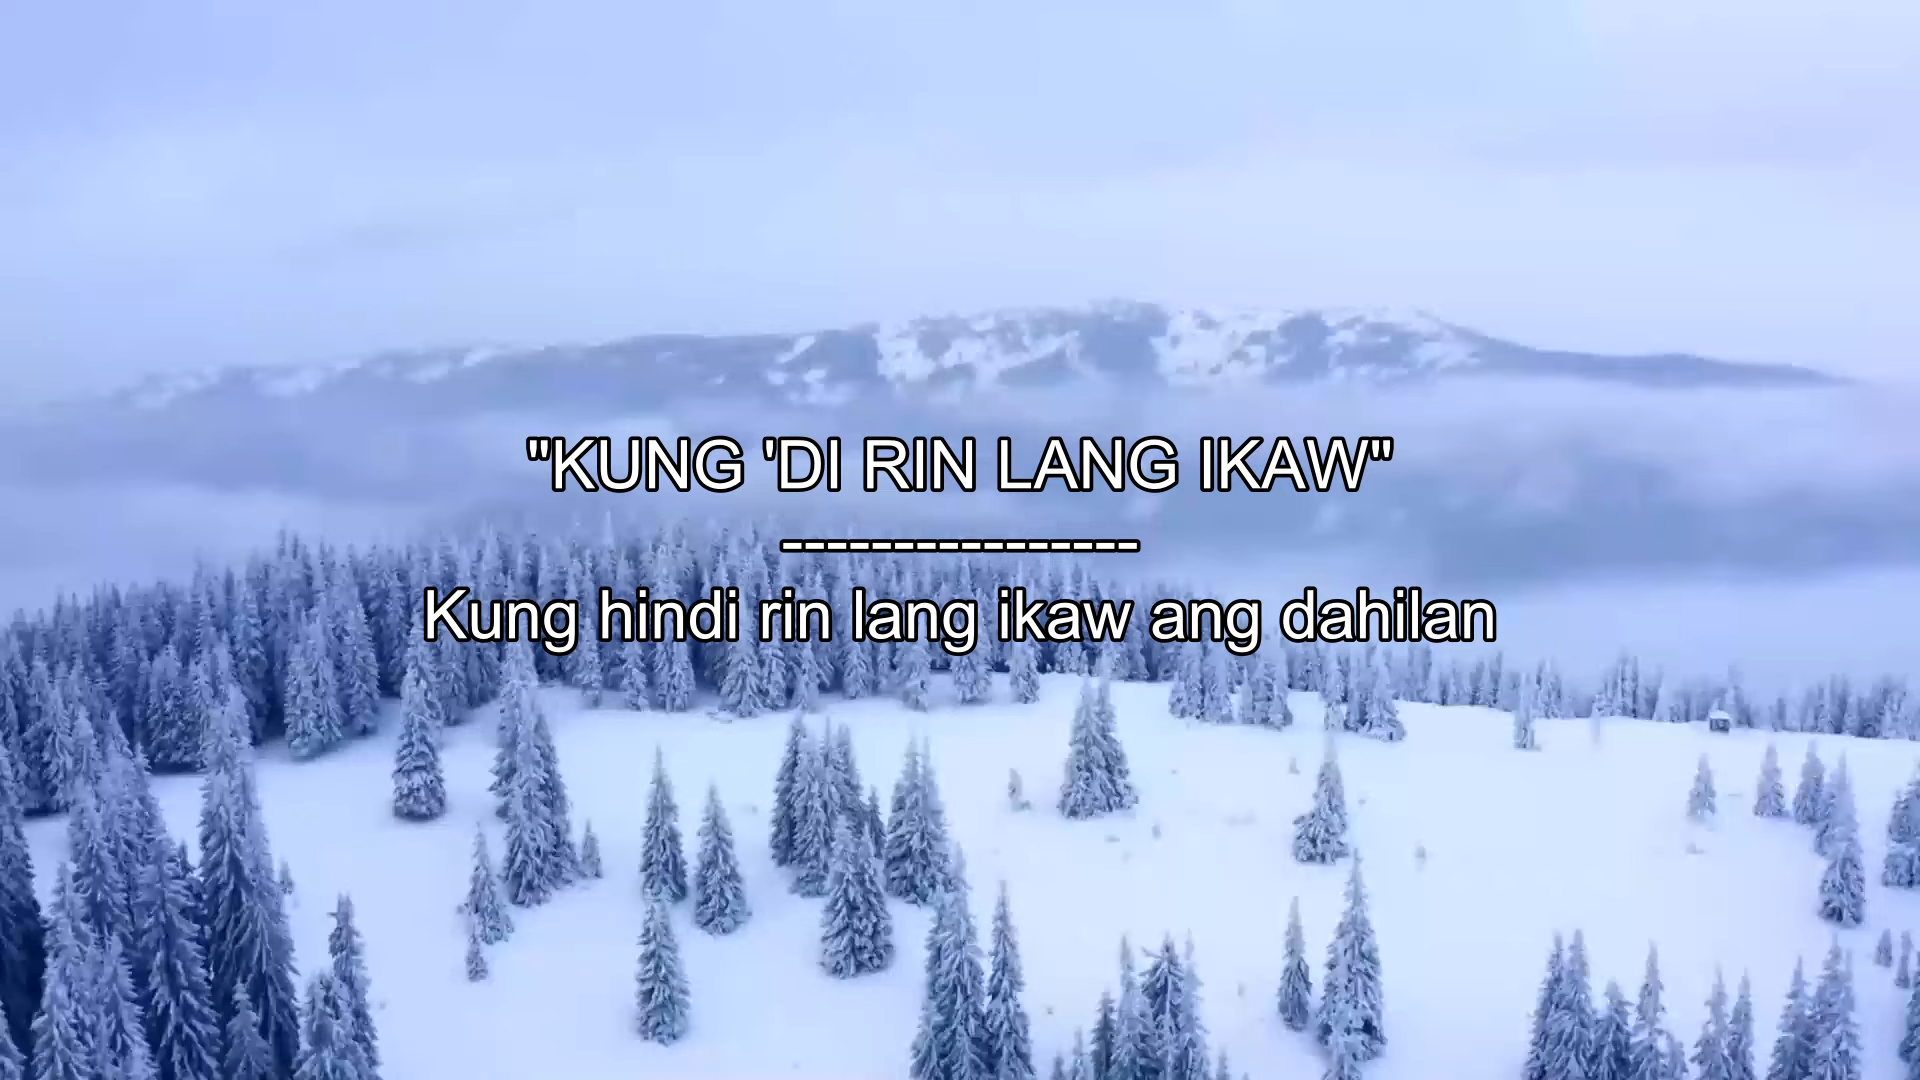 "KUNG 'DI RIN LANG IKAW"
----------------
Kung hindi rin lang ikaw ang dahilan